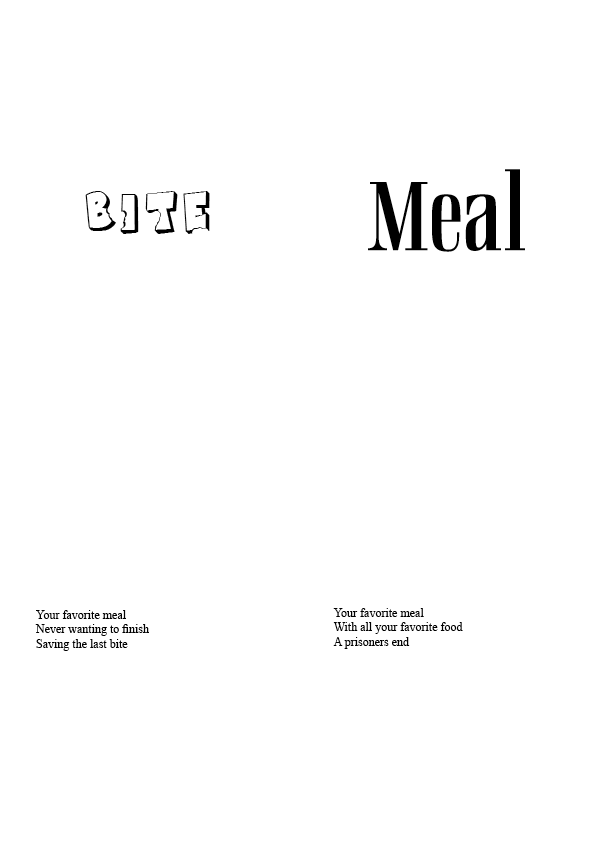 BITE
Meal
Your favorite meal
Never wanting to finish
Saving the last bite
Your favorite meal
With all your favorite food
A prisoners end